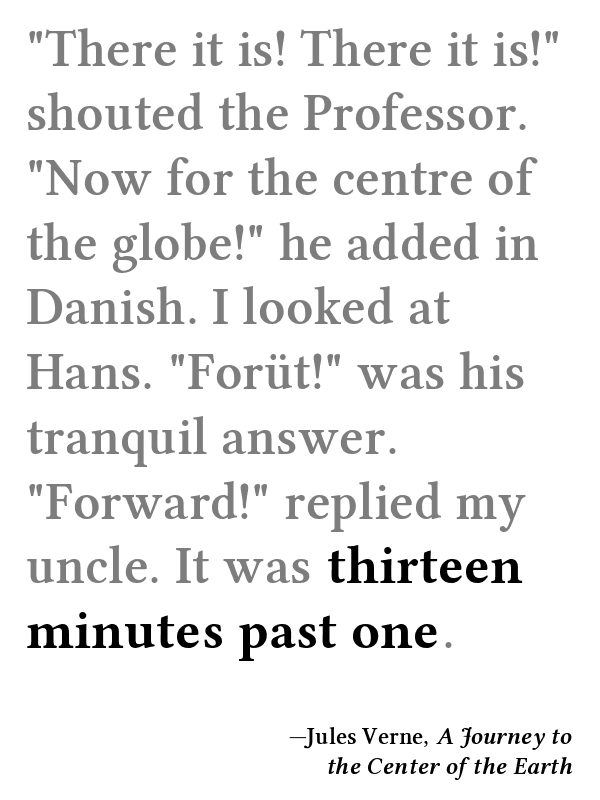 "There it is! There it is!"
shouted the Professor.
"Now for the centre of
the globe!" he added in
Danish. I looked at
Hans. "Forüt!" was his
tranquil answer.
"Forward!" replied my
uncle. It was thirteen
minutes past one.
—Jules Verne, A Journey to
the Center of the Earth